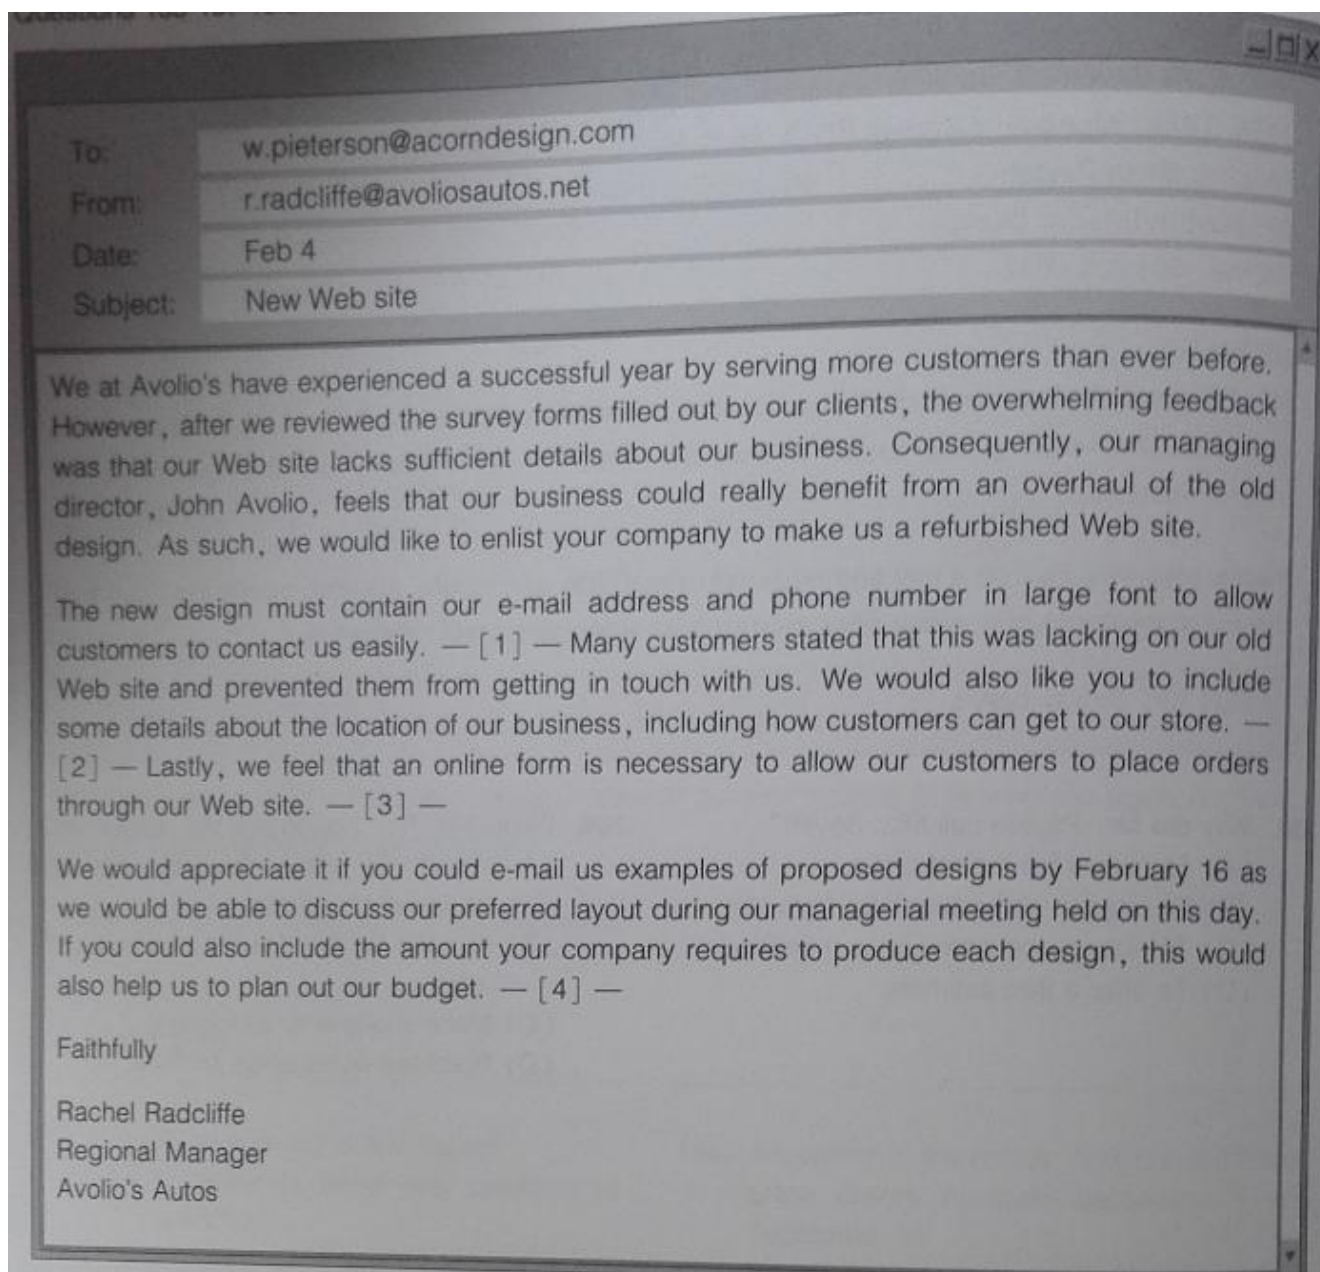 To: w.pieterson@acorndesign.com
From: r.radcliffe@avoliosautos.net
Date: Feb 4
Subject: New Web site
We at Avolio's have experienced a successful year by serving more customers than ever before.
However, after we reviewed the survey forms filled out by our clients, the overwhelming feedback
was that our Web site lacks sufficient details about our business. Consequently, our managing
director, John Avolio, feels that our business could really benefit from an overhaul of the old
design. As such, we would like to enlist your company to make us a refurbished Web site.
The new design must contain our e-mail address and phone number in large font to allow
customers to contact us easily. — [1] — Many customers stated that this was lacking on our old
Web site and prevented them from getting in touch with us. We would also like you to include
some details about the location of our business, including how customers can get to our store. —
[2] — Lastly, we feel that an online form is necessary to allow our customers to place orders
through our Web site. — [3] —
We would appreciate it if you could e-mail us examples of proposed designs by February 16 as
we would be able to discuss our preferred layout during our managerial meeting held on this day.
If you could also include the amount your company requires to produce each design, this would
also help us to plan out our budget. — [4] —
Faithfully
Rachel Radcliffe
Regional Manager
Avolio's Autos